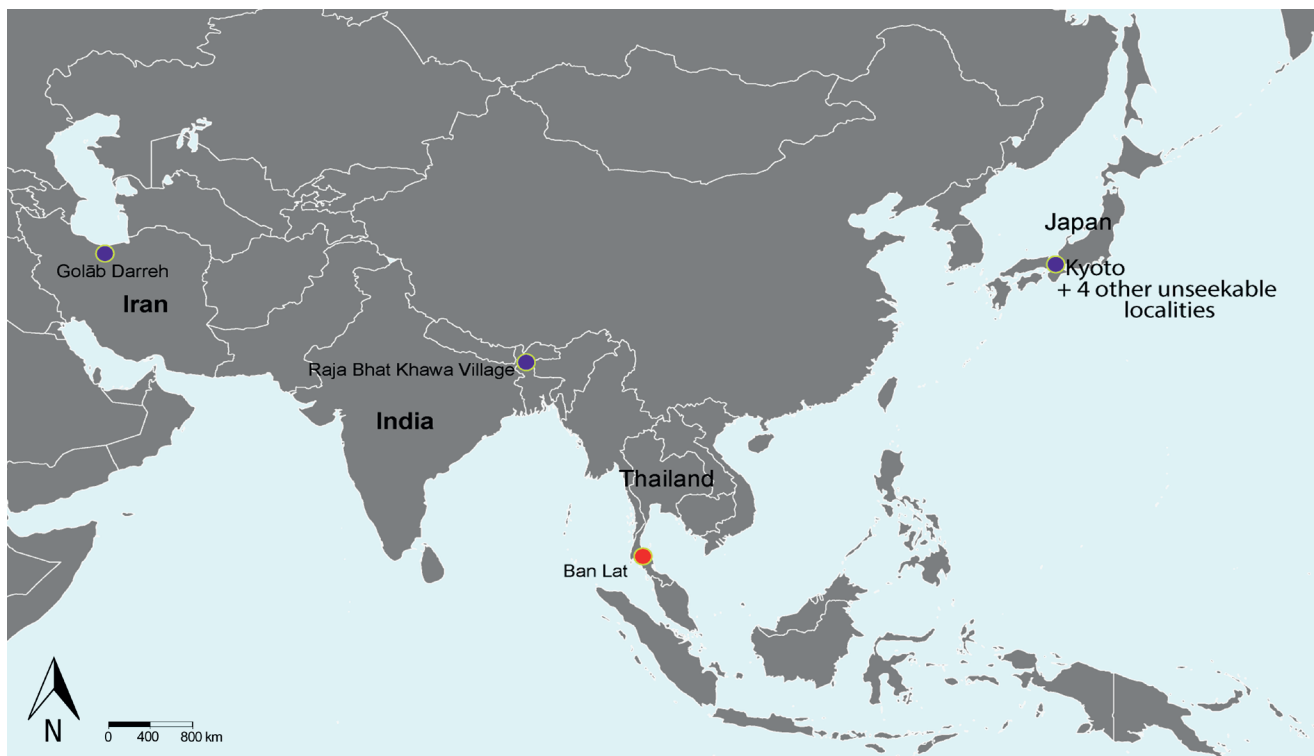 Japan
Kyoto
+ 4 other unseekable
localities
Golāb Darreh
Iran
Raja Bhat Khawa Village
India
Thailand
Ban Lat
N
0 400 800 km